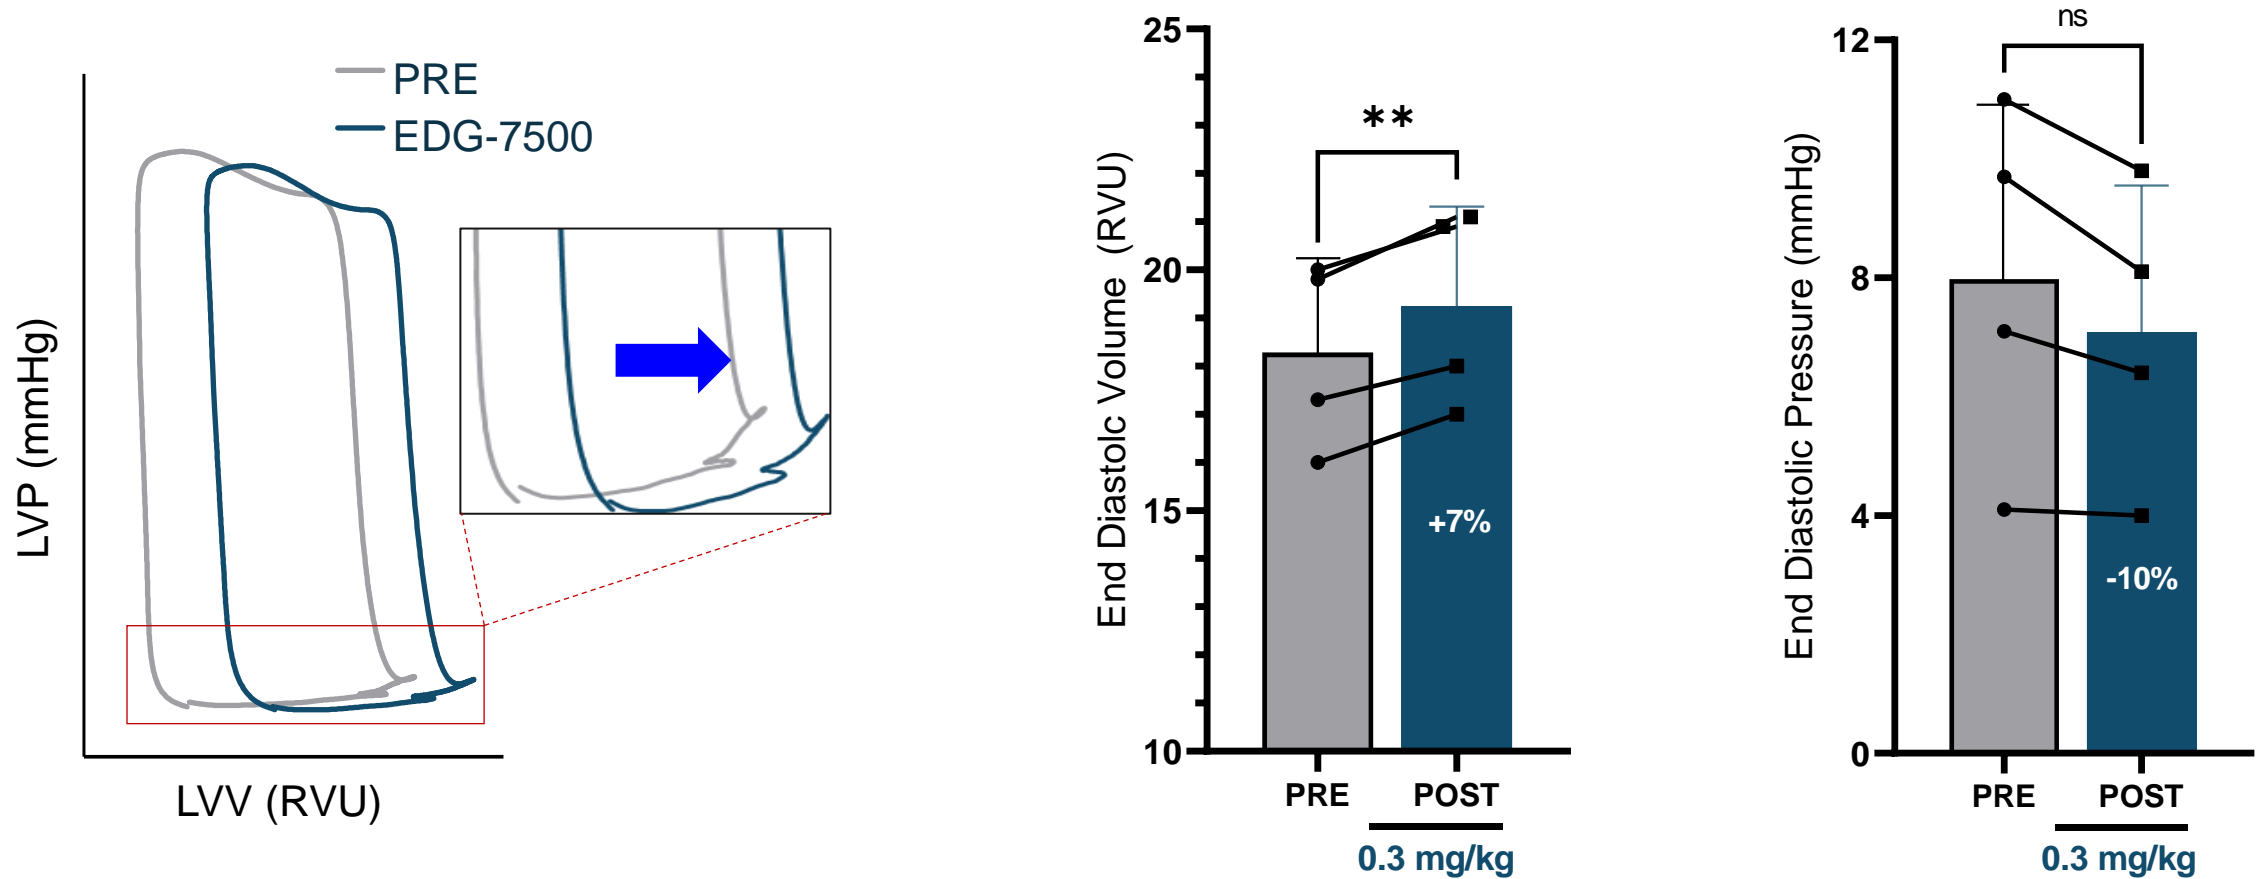 PRE
EDG-7500
LVP (mmHg)
LVV (RVU)
End Diastolc Volume (RVU)
25
20
15
10
**
+7%
PRE
POST
0.3 mg/kg
End Diastolic Pressure (mmHg)
12
8
4
0
ns
-10%
PRE
POST
0.3 mg/kg